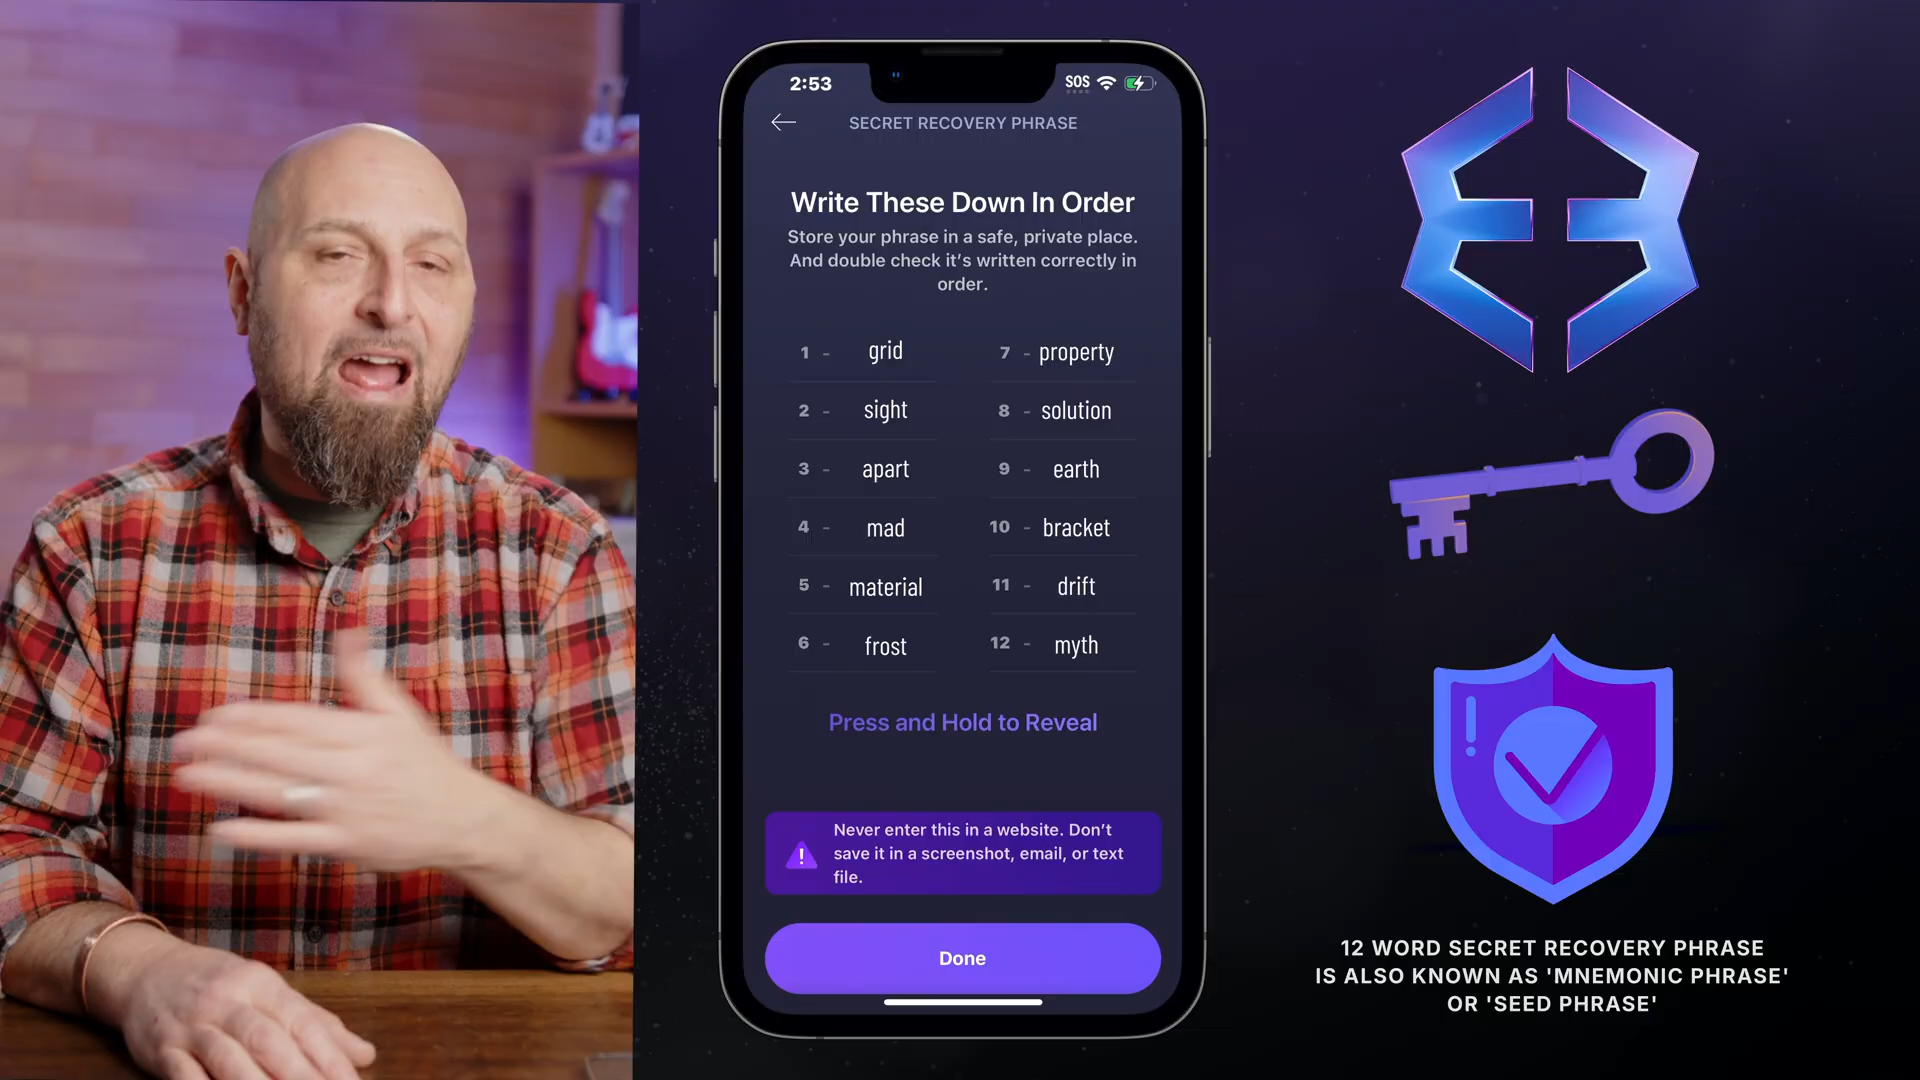 2:53
SOS
SECRET RECOVERY PHRASE
Write These Down In Order
Store your phrase in a safe, private place.
And double check it's written correctly in
order.
1 - grid
2 - sight
3 - apart
4 - mad
5 - material
6 - frost
7 - property
8 - solution
9 - earth
10 - bracket
11 - drift
12 - myth
Press and Hold to Reveal
Never enter this in a website. Don't
save it in a screenshot, email, or text
file.
Done
12 WORD SECRET RECOVERY PHRASE
IS ALSO KNOWN AS 'MNEMONIC PHRASE'
OR 'SEED PHRASE'